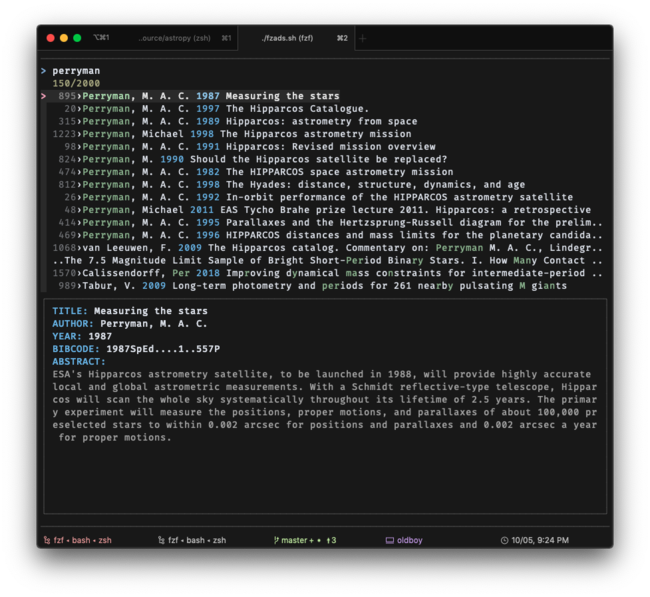 ⌥⌘1 ..ource/astropy (zsh) ⌘1 ./fzads.sh (fzf) ⌘2 +
> perryman
150/2000
> 895›Perryman, M. A. C. 1987 Measuring the stars
20›Perryman, M. A. C. 1997 The Hipparcos Catalogue.
315›Perryman, M. A. C. 1989 Hipparcos: astrometry from space
1223›Perryman, Michael 1998 The Hipparcos astrometry mission
98›Perryman, M. A. C. 1991 Hipparcos: Revised mission overview
824›Perryman, M. 1990 Should the Hipparcos satellite be replaced?
474›Perryman, M. A. C. 1982 The HIPPARCOS space astrometry mission
812›Perryman, M. A. C. 1998 The Hyades: distance, structure, dynamics, and age
26›Perryman, M. A. C. 1992 In-orbit performance of the HIPPARCOS astrometry satellite
48›Perryman, Michael 2011 EAS Tycho Brahe prize lecture 2011. Hipparcos: a retrospective
414›Perryman, M. A. C. 1995 Parallaxes and the Hertzsprung-Russell diagram for the prelim..
469›Perryman, M. A. C. 1996 HIPPARCOS distances and mass limits for the planetary candida..
1068›van Leeuwen, F. 2009 The Hipparcos catalog. Commentary on: Perryman M. A. C., Lindegr..
..The 7.5 Magnitude Limit Sample of Bright Short-Period Binary Stars. I. How Many Contact ..
1570›Calissendorff, Per 2018 Improving dynamical mass constraints for intermediate-period ..
989›Tabur, V. 2009 Long-term photometry and periods for 261 nearby pulsating M giants
TITLE: Measuring the stars
AUTHOR: Perryman, M. A. C.
YEAR: 1987
BIBCODE: 1987SpEd....1..557P
ABSTRACT:
ESA's Hipparcos astrometry satellite, to be launched in 1988, will provide highly accurate
local and global astrometric measurements. With a Schmidt reflective-type telescope, Hippar
cos will scan the whole sky systematically throughout its lifetime of 2.5 years. The primar
y experiment will measure the positions, proper motions, and parallaxes of about 100,000 pr
eselected stars to within 0.002 arcsec for positions and parallaxes and 0.002 arcsec a year
for proper motions.
fzf • bash • zsh fzf • bash • zsh master + • ⬆3 oldboy 10/05, 9:24 PM